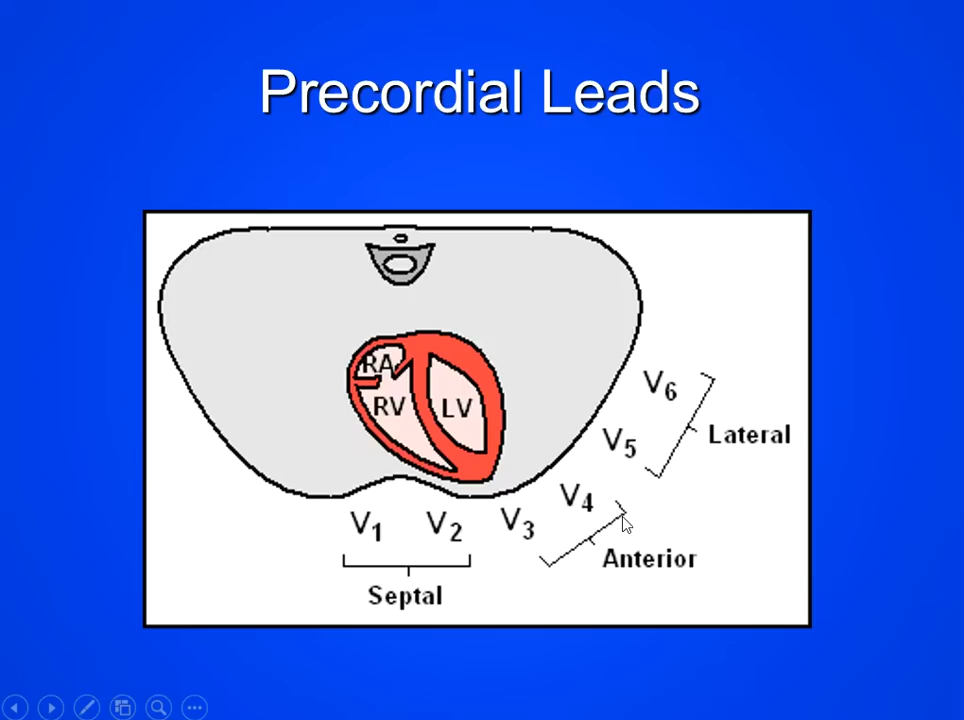 Precordial Leads
RA
RV
LV
V6
V5
Lateral
V4
V3
V1
V2
Anterior
Septal